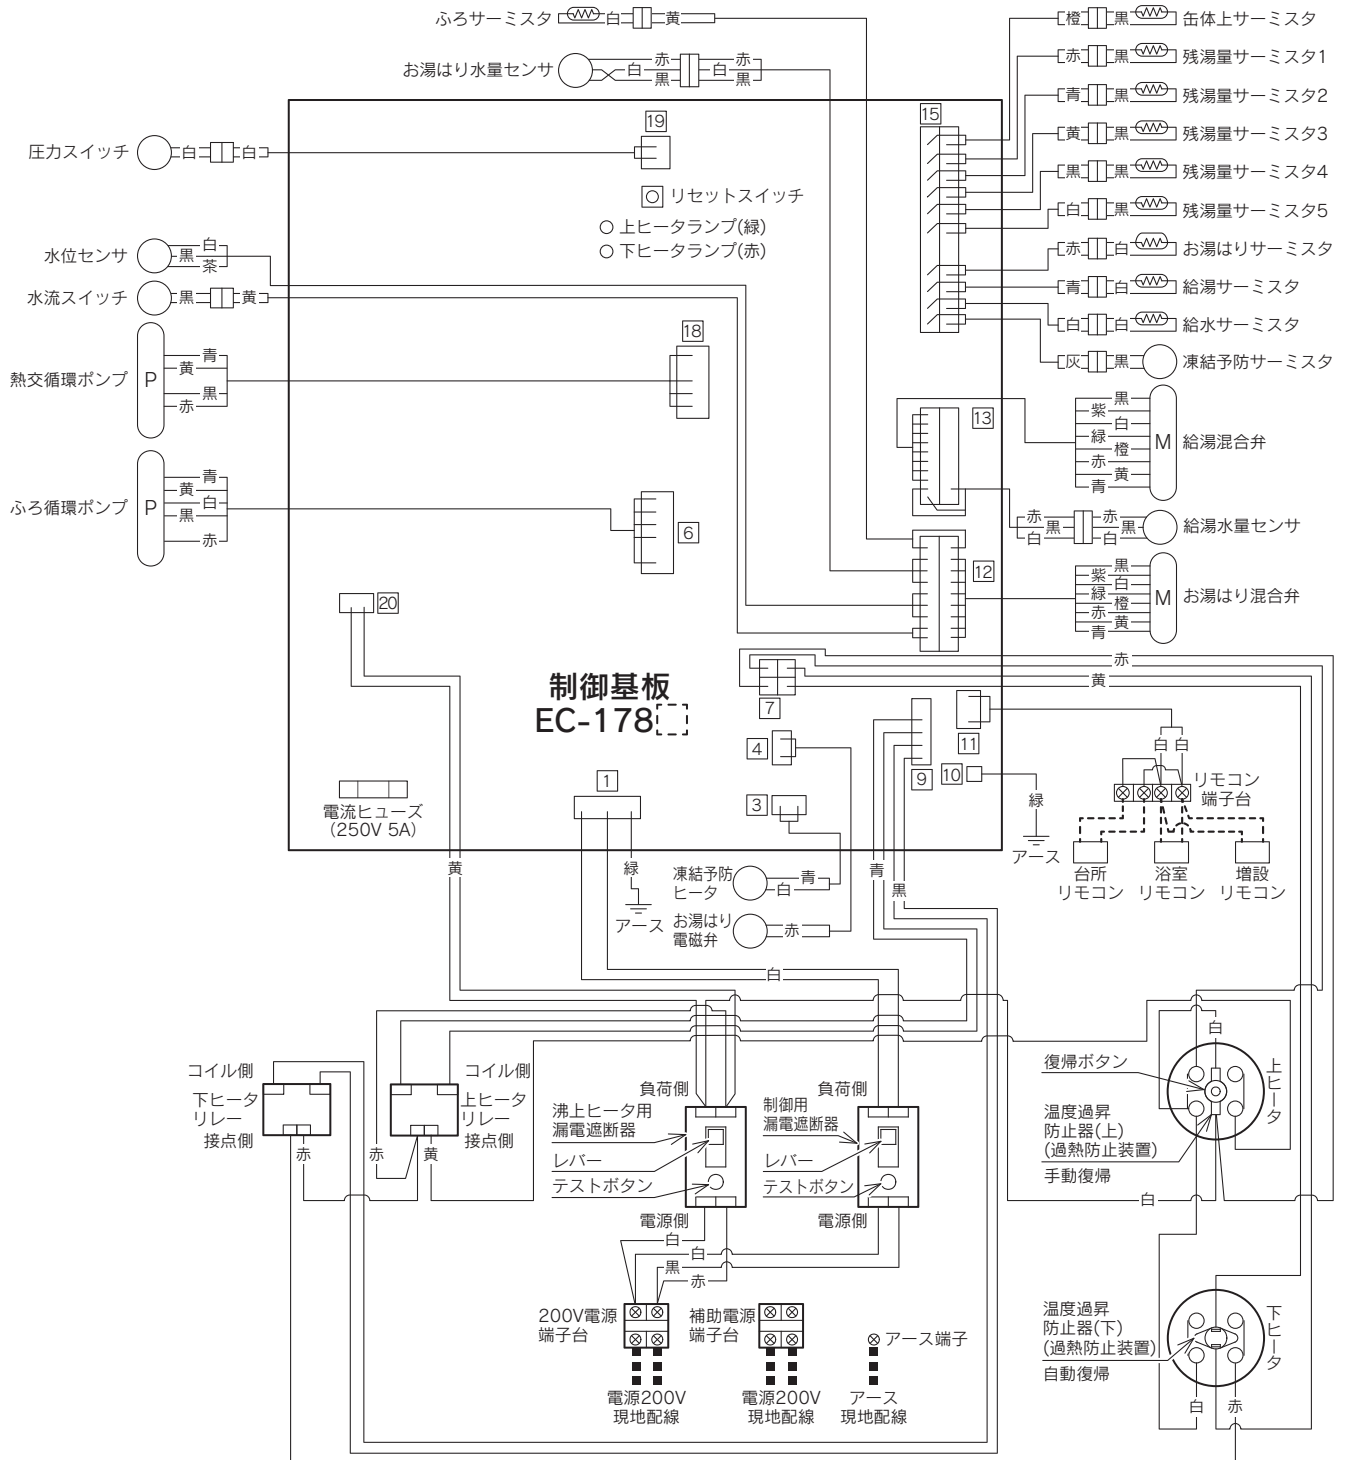 ふろサーミスタ 白 黄
お湯はり水量センサ 赤 白 黒 赤 白 黒
橙 黒 缶体上サーミスタ
赤 黒 残湯量サーミスタ1
青 黒 残湯量サーミスタ2
黄 黒 残湯量サーミスタ3
黒 黒 残湯量サーミスタ4
白 黒 残湯量サーミスタ5
赤 白 お湯はりサーミスタ
青 白 給湯サーミスタ
白 白 給水サーミスタ
灰 黒 凍結予防サーミスタ
15
19
圧力スイッチ 白 白
リセットスイッチ
上ヒータランプ(緑)
下ヒータランプ(赤)
水位センサ 白 黒 茶
水流スイッチ 黒 黄
18
熱交循環ポンプ P 青 黄 黒 赤
13
黒 紫 白 緑 橙 赤 黄 青 M 給湯混合弁
ふろ循環ポンプ P 青 黄 白 黒 赤
6
赤 黒 白 赤 黒 白 給湯水量センサ
12
黒 紫 白 緑 橙 赤 黄 青 M お湯はり混合弁
20
制御基板
EC-178
7
赤
黄
4
9
11
10
1
3
電流ヒューズ
(250V 5A)
白 白
リモコン
端子台
緑
アース
台所
リモコン
浴室
リモコン
増設
リモコン
黄
緑
アース
凍結予防
ヒータ
青
白
お湯はり
電磁弁
赤
青
黒
白
白
コイル側
下ヒータ
リレー
接点側
赤
コイル側
上ヒータ
リレー
接点側
赤
黄
負荷側
沸上ヒータ用
漏電遮断器
レバー
テストボタン
電源側
負荷側
制御用
漏電遮断器
レバー
テストボタン
電源側
復帰ボタン
上ヒータ
温度過昇
防止器(上)
(過熱防止装置)
手動復帰
白
白
白
黒
赤
200V電源
端子台
補助電源
端子台
アース端子
電源200V
現地配線
電源200V
現地配線
アース
現地配線
温度過昇
防止器(下)
(過熱防止装置)
自動復帰
下ヒータ
白 赤